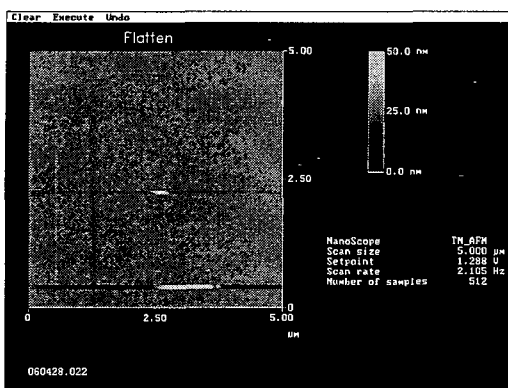 Clear Execute Undo
Flatten
5.00
2.50
0
0 2.50 5.00
µm
50.0 nm
25.0 nm
0.0 nm
NanoScope TM_AFM
Scan size 5.000 µm
Setpoint 1.288 V
Scan rate 2.105 Hz
Number of samples 512
060428.022